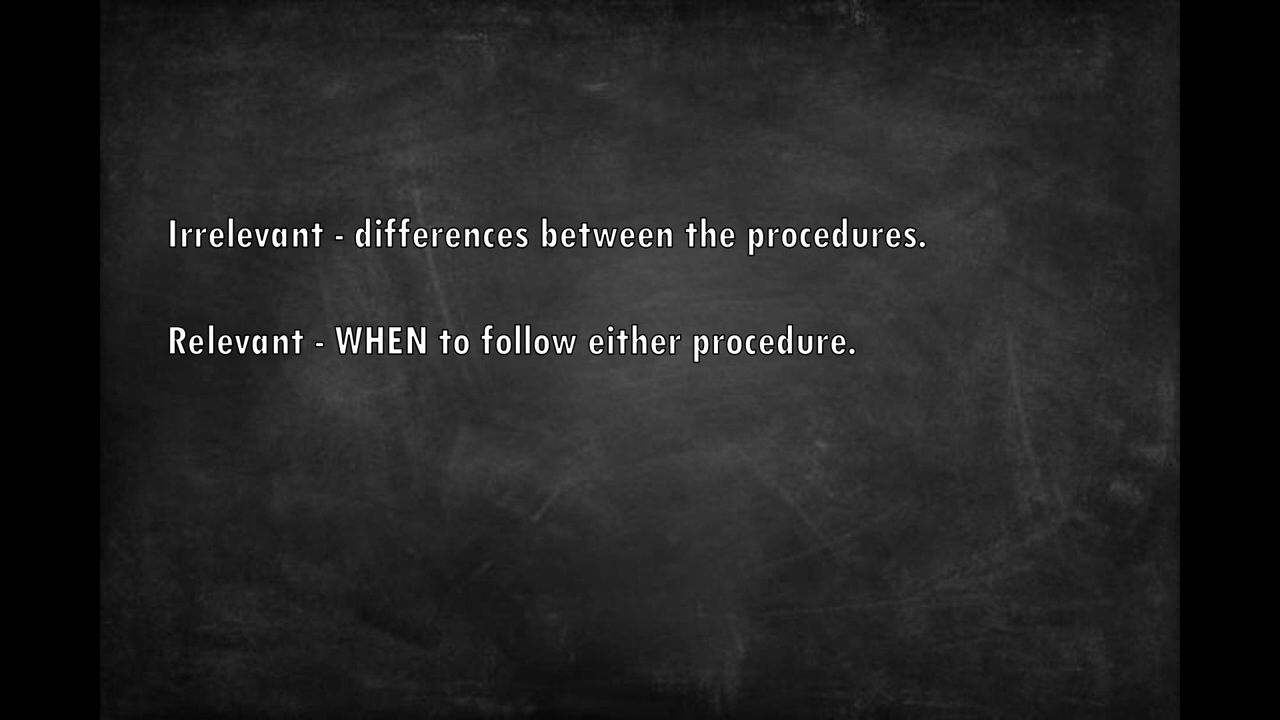 Irrelevant - differences between the procedures.
Relevant - WHEN to follow either procedure.